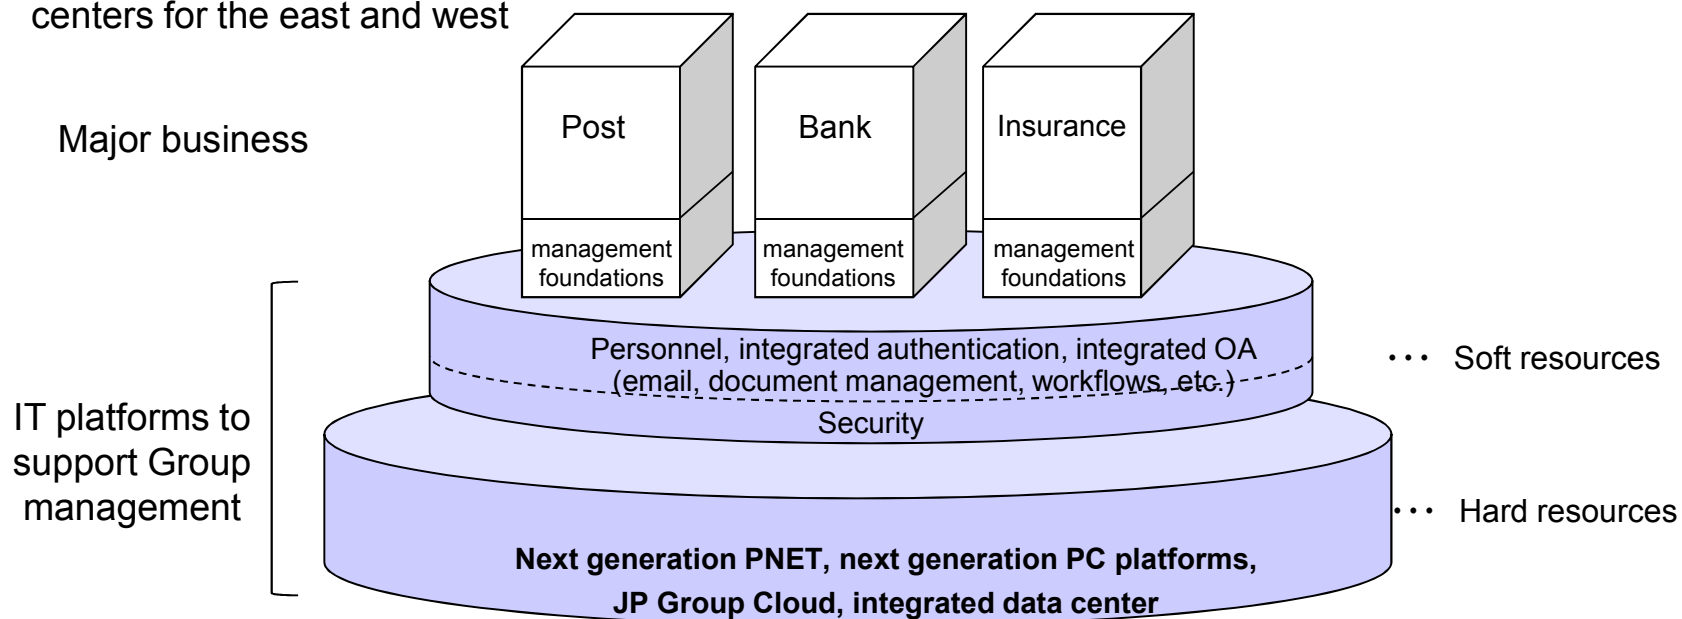 centers for the east and west
Major business
Post
Bank
Insurance
management
foundations
management
foundations
management
foundations
Personnel, integrated authentication, integrated OA
(email, document management, workflows, etc.)
Security
... Soft resources
IT platforms to
support Group
management
... Hard resources
Next generation PNET, next generation PC platforms,
JP Group Cloud, integrated data center